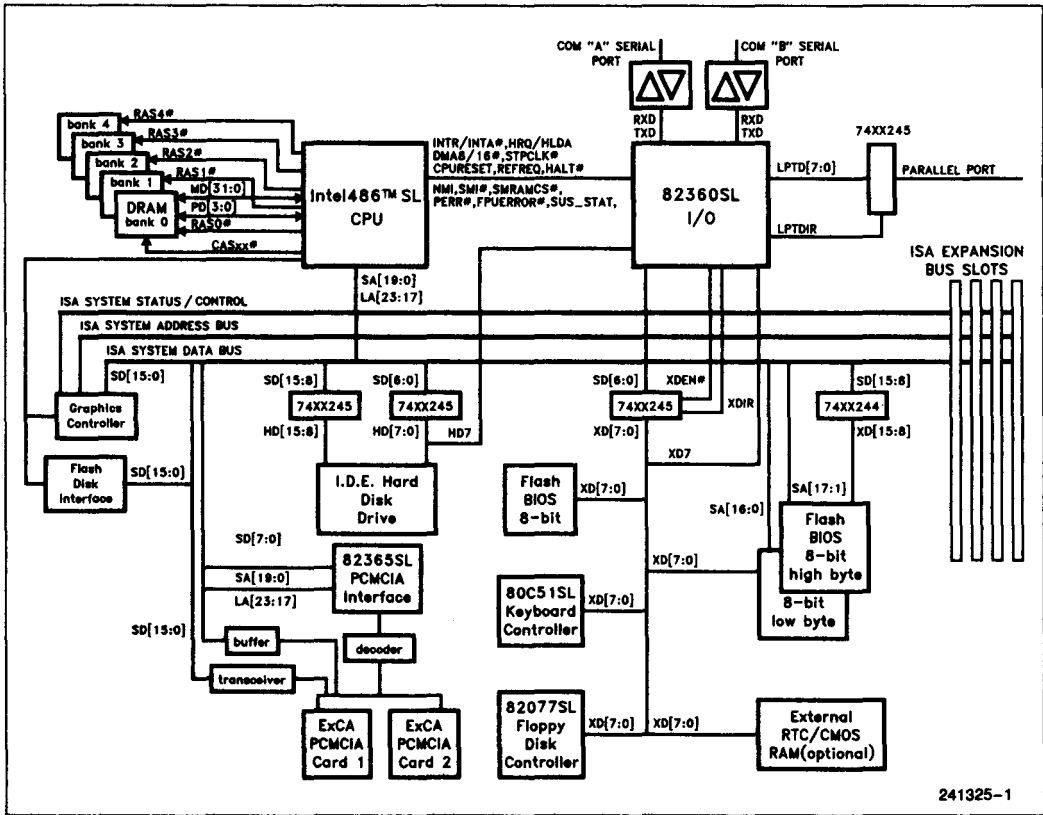 COM "A" SERIAL
PORT
COM "B" SERIAL
PORT
RXD
TXD
RXD
TXD
74XX245
RAS4#
bank 4
RAS3#
bank 3
RAS2#
bank 2
RAS1#
bank 1
MD[31:0]
DRAM
bank 0
PD[3:0]
RAS0#
CASxx#
Intel486™ SL
CPU
INTR/INTA#,HRQ/HLDA
DMA8/16#,STPCLK#
CPURESET,REFREQ,HALT#
NMI,SMI#,SMRAMCS#,
PERR#,FPUERROR#,SUS_STAT,
82360SL
I/O
LPTD[7:0]
PARALLEL PORT
LPTDIR
ISA EXPANSION
BUS SLOTS
SA[19:0]
LA[23:17]
ISA SYSTEM STATUS/CONTROL
ISA SYSTEM ADDRESS BUS
ISA SYSTEM DATA BUS
SD[15:0]
SD[15:8]
SD[6:0]
SD[6:0]
XDEN#
XDIR
SD[15:8]
Graphics
Controller
74XX245
74XX245
74XX245
74XX244
HD[15:8]
HD[7:0]
HD7
XD[7:0]
XD7
XD[15:8]
Flash
Disk
Interface
SD[15:0]
I.D.E. Hard
Disk
Drive
Flash
BIOS
8-bit
XD[7:0]
SA[16:0]
SA[17:1]
Flash
BIOS
8-bit
high byte
8-bit
low byte
SD[7:0]
SA[19:0]
LA[23:17]
82365SL
PCMCIA
Interface
XD[7:0]
80C51SL
Keyboard
Controller
XD[7:0]
SD[15:0]
buffer
decoder
transceiver
ExCA
PCMCIA
Card 1
ExCA
PCMCIA
Card 2
82077SL
Floppy
Disk
Controller
XD[7:0]
XD[7:0]
External
RTC/CMOS
RAM(optional)
241325-1